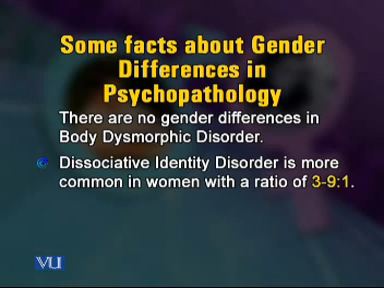 Some facts about Gender
Differences in
Psychopathology
There are no gender differences in
Body Dysmorphic Disorder.
Dissociative Identity Disorder is more
common in women with a ratio of 3-9:1.
VU